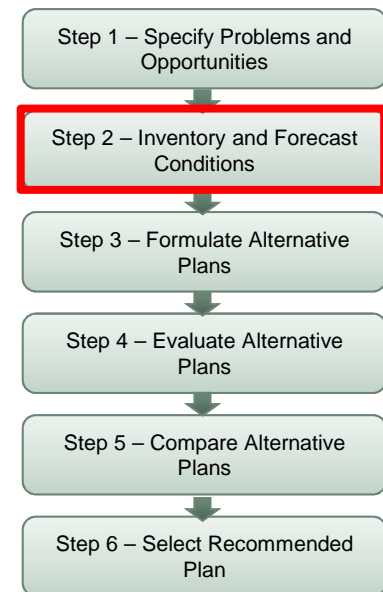 Step 1 – Specify Problems and
Opportunities
Step 2 – Inventory and Forecast
Conditions
Step 3 – Formulate Alternative
Plans
Step 4 – Evaluate Alternative
Plans
Step 5 – Compare Alternative
Plans
Step 6 – Select Recommended
Plan